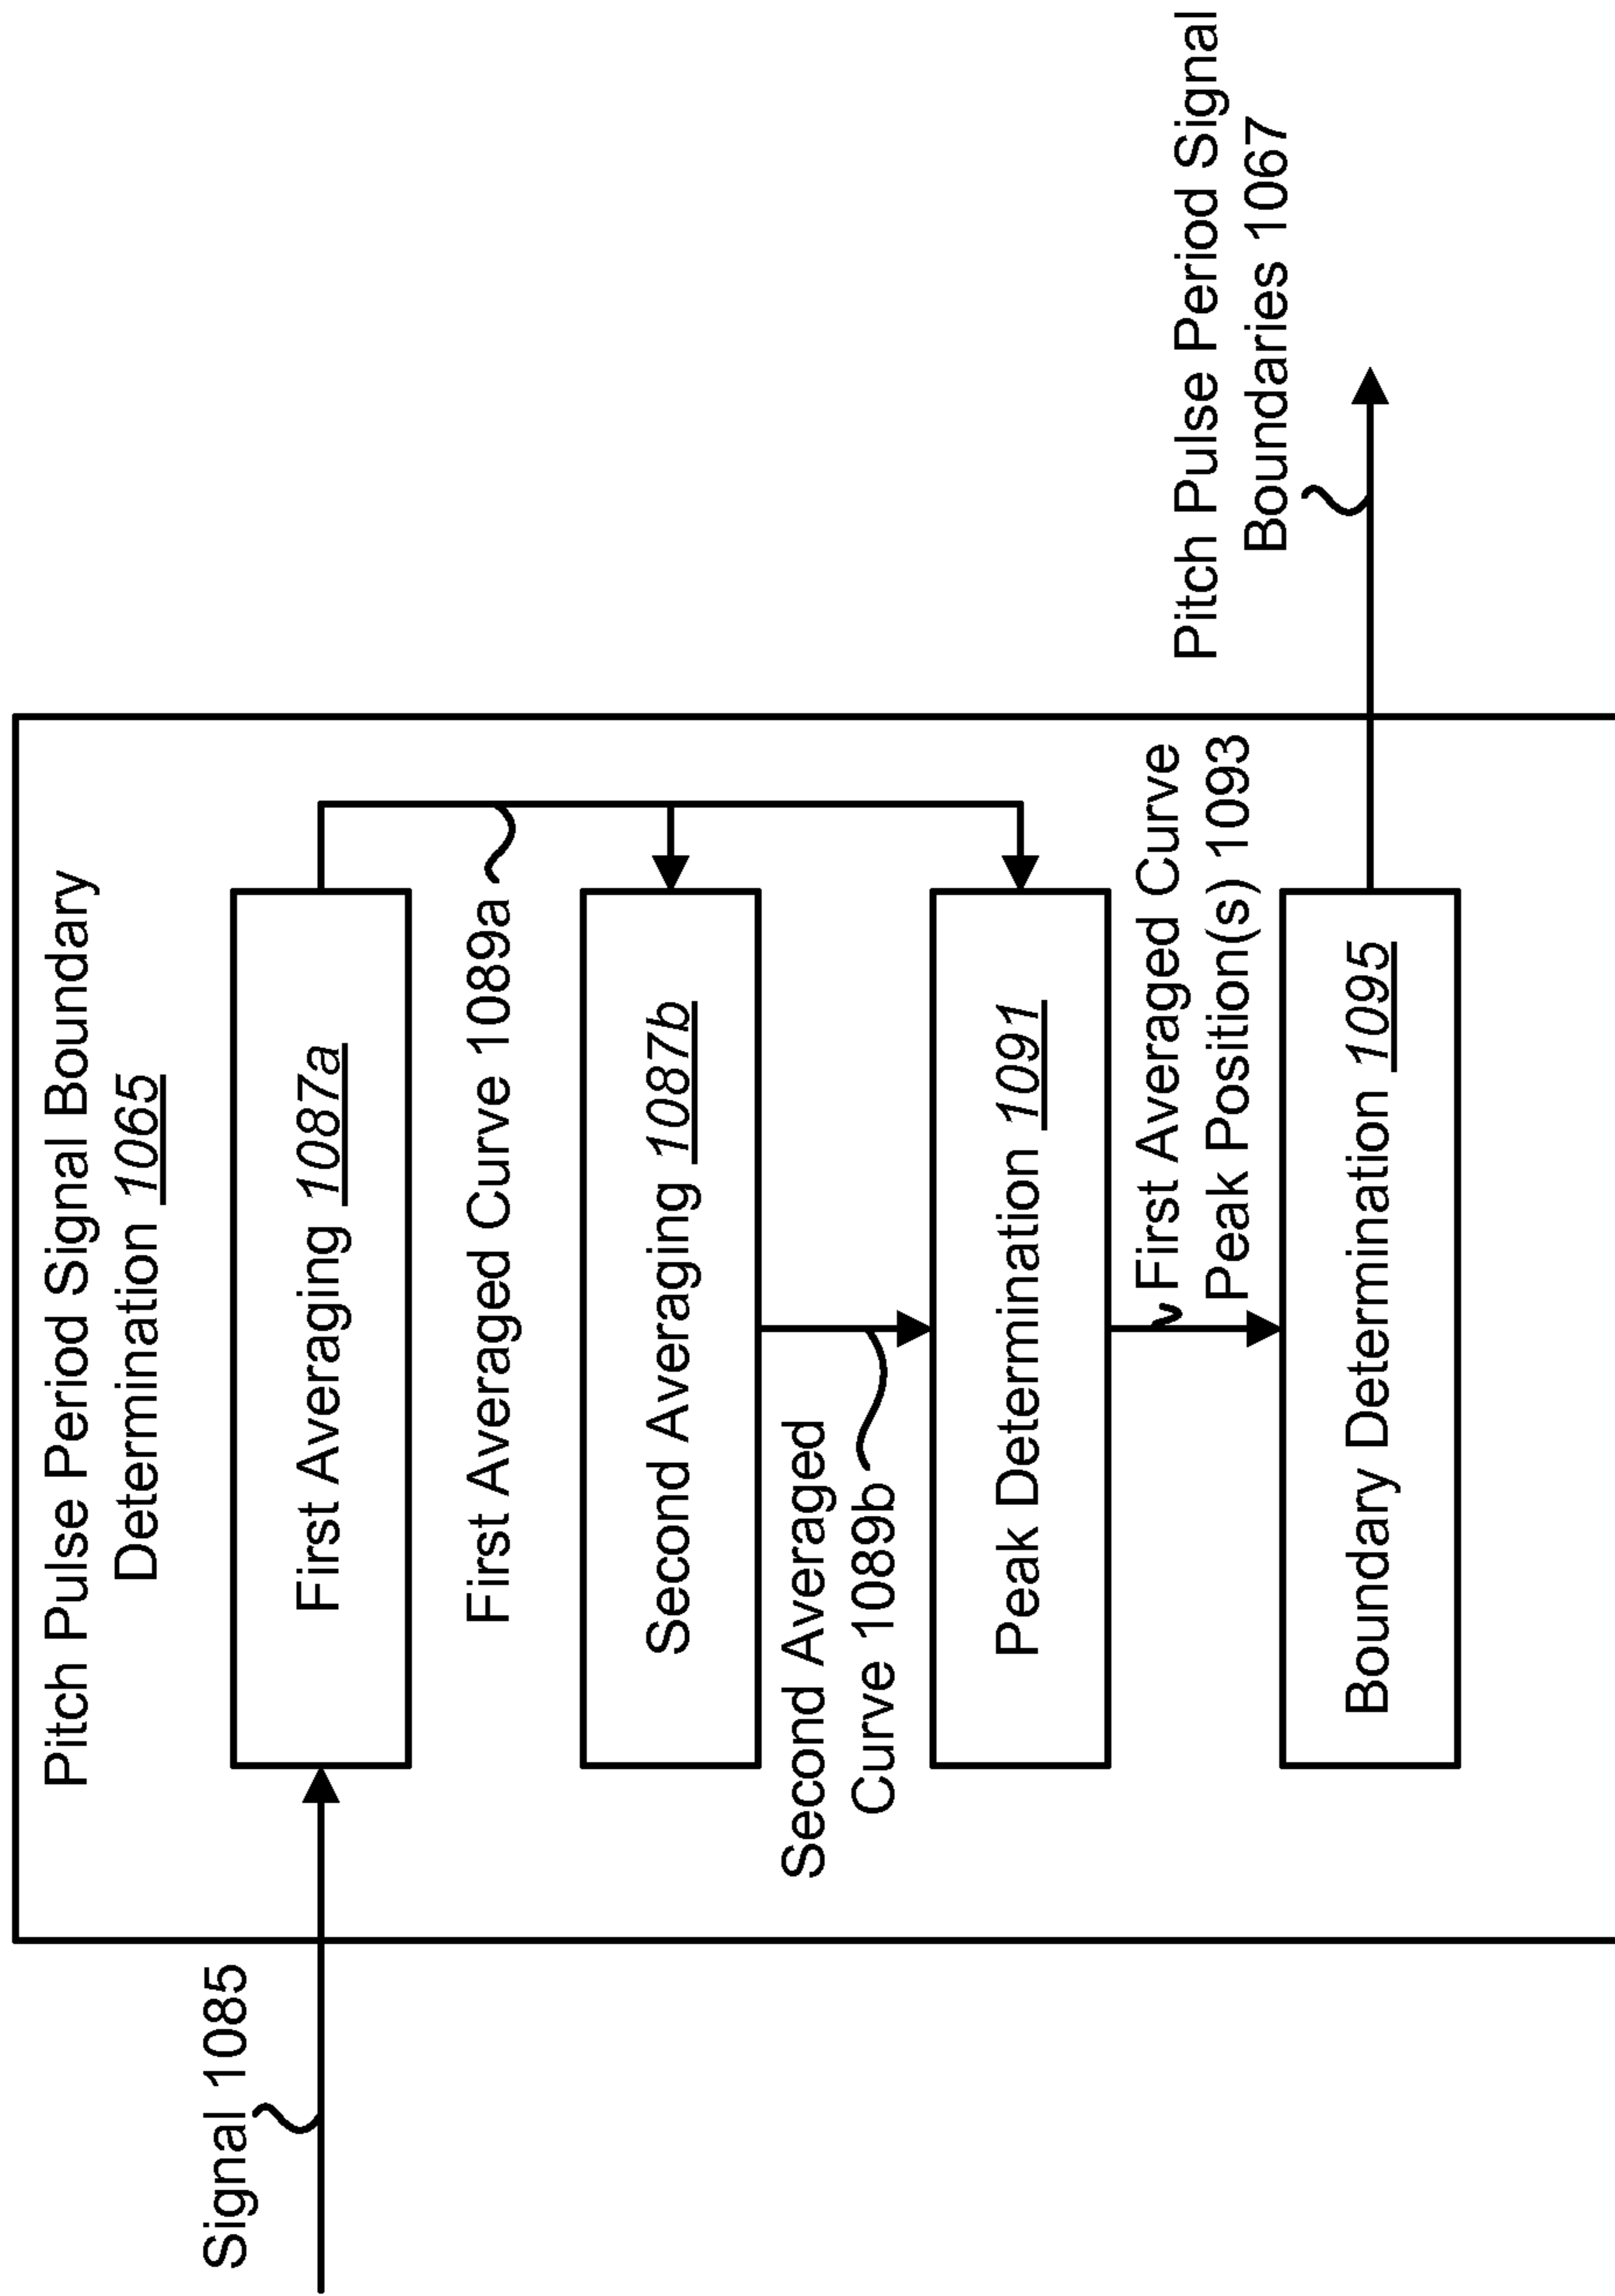 Pitch Pulse Period Signal Boundary
Determination 1065
Signal 1085
First Averaging 1087a
First Averaged Curve 1089a
Second Averaging 1087b
Second Averaged
Curve 1089b
Peak Determination 1091
First Averaged Curve
Peak Position(s) 1093
Pitch Pulse Period Signal
Boundaries 1067
Boundary Determination 1095